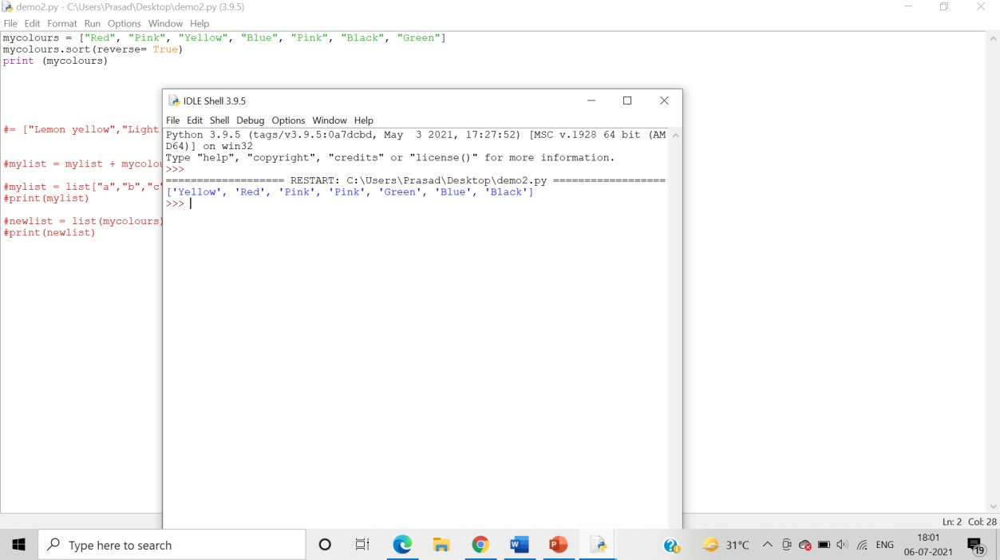 demo2.py - C:\Users\Prasad\Desktop\demo2.py (3.9.5)
File Edit Format Run Options Window Help
mycolours = ["Red", "Pink", "Yellow", "Blue", "Pink", "Black", "Green"]
mycolours.sort(reverse= True)
print (mycolours)
#= ["Lemon yellow","Light
#mylist = mylist + mycolou
#mylist = list["a","b","c"
#print(mylist)
#newlist = list(mycolours)
#print(newlist)
IDLE Shell 3.9.5
File Edit Shell Debug Options Window Help
Python 3.9.5 (tags/v3.9.5:0a7dcbd, May  3 2021, 17:27:52) [MSC v.1928 64 bit (AM
D64)] on win32
Type "help", "copyright", "credits" or "license()" for more information.
>>>
=================== RESTART: C:\Users\Prasad\Desktop\demo2.py ==================
['Yellow', 'Red', 'Pink', 'Pink', 'Green', 'Blue', 'Black']
>>>
Ln: 2 Col: 28
Type here to search
31°C
ENG
18:01
06-07-2021
19